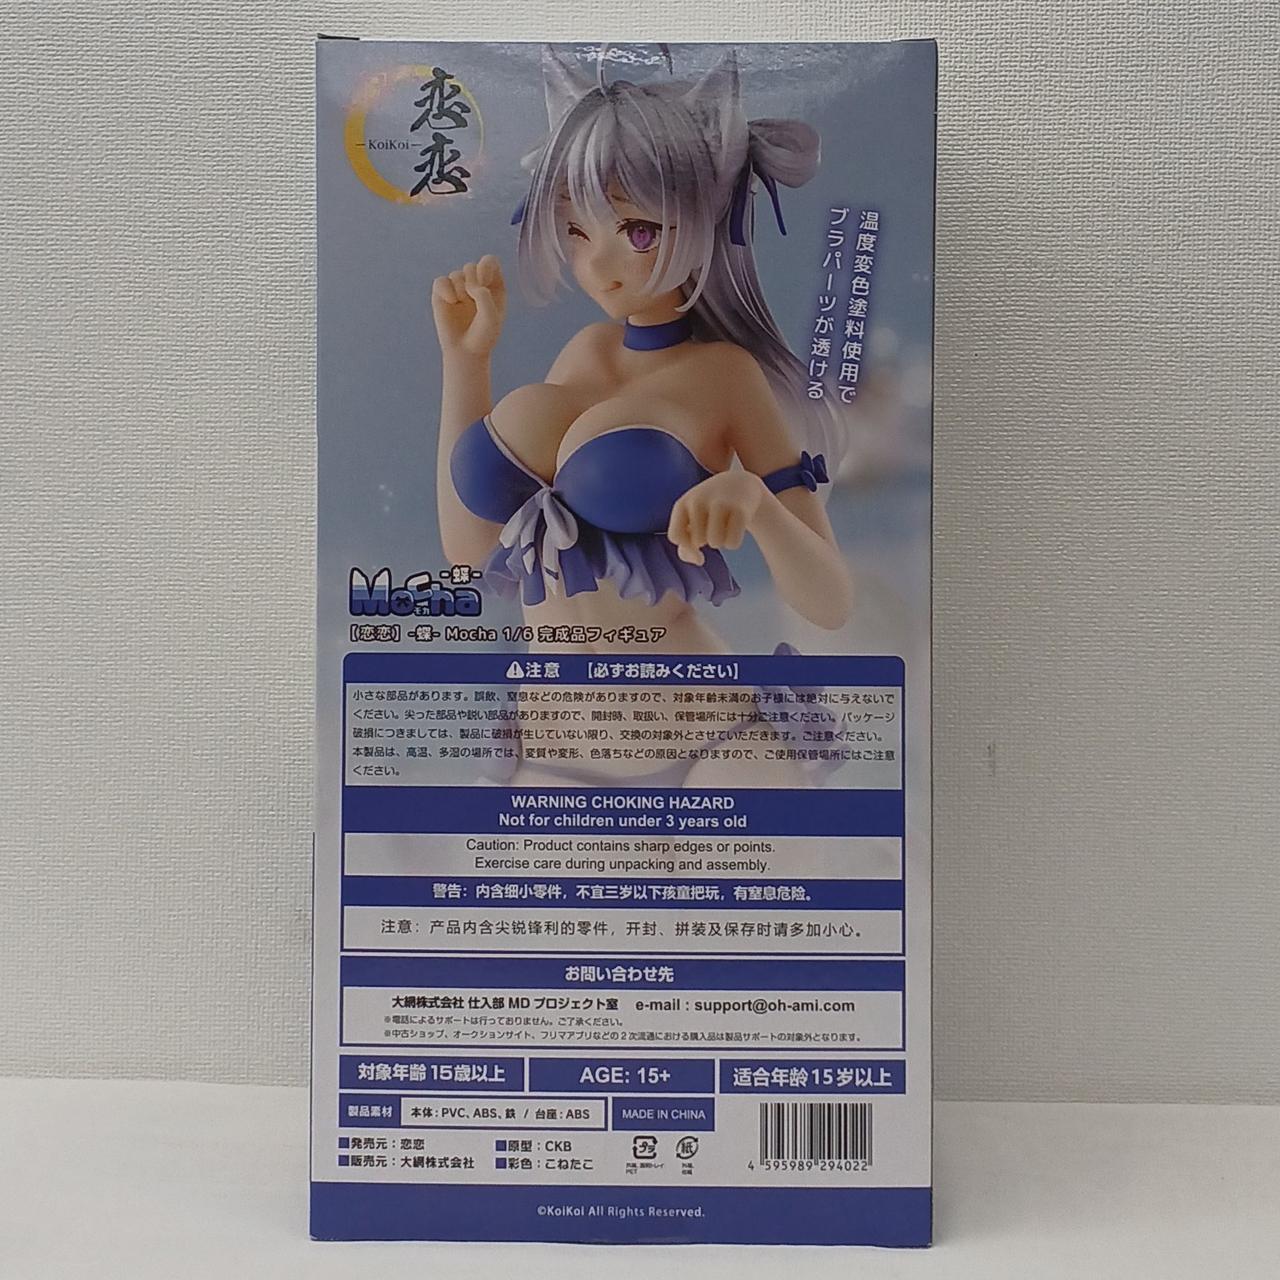 恋恋
KoiKoi
温度変色塗料使用で
ブラパーツが透ける
-蝶-
Mocha
モカ
【恋恋】-蝶- Mocha 1/6 完成品フィギュア
注意 【必ずお読みください】
小さな部品があります。誤飲、窒息などの危険がありますので、対象年齢未満のお子様には絶対に与えないで
ください。尖った部品や鋭い部品がありますので、開封時、取扱い、保管場所には十分ご注意ください。パッケージ
破損につきましては、製品に破損が生じていない限り、交換の対象外とさせていただきます。ご注意ください。
本製品は、高温、多湿の場所では、変質や変形、色落ちなどの原因となりますので、ご使用保管場所にはご注意
ください。
WARNING CHOKING HAZARD
Not for children under 3 years old
Caution: Product contains sharp edges or points.
Exercise care during unpacking and assembly.
警告：内含细小零件，不宜三岁以下孩童把玩，有窒息危险。
注意：产品内含尖锐锋利的零件，开封、拼装及保存时请多加小心。
お問い合わせ先
大網株式会社 仕入部 MD プロジェクト室 e-mail : support@oh-ami.com
※電話によるサポートは行っておりません。ご了承ください。
※中古ショップ、オークションサイト、フリマアプリなどの2次流通における購入品は製品サポートの対象外となります。
対象年齢 15歳以上 AGE: 15+ 适合年龄 15岁以上
製品素材 本体 : PVC、ABS、鉄 / 台座 : ABS MADE IN CHINA
■発売元 : 恋恋 ■原型 : CKB
■販売元 : 大網株式会社 ■彩色 : こねたこ
プラ 紙
PET
4 595989 294022
©KoiKoi All Rights Reserved.